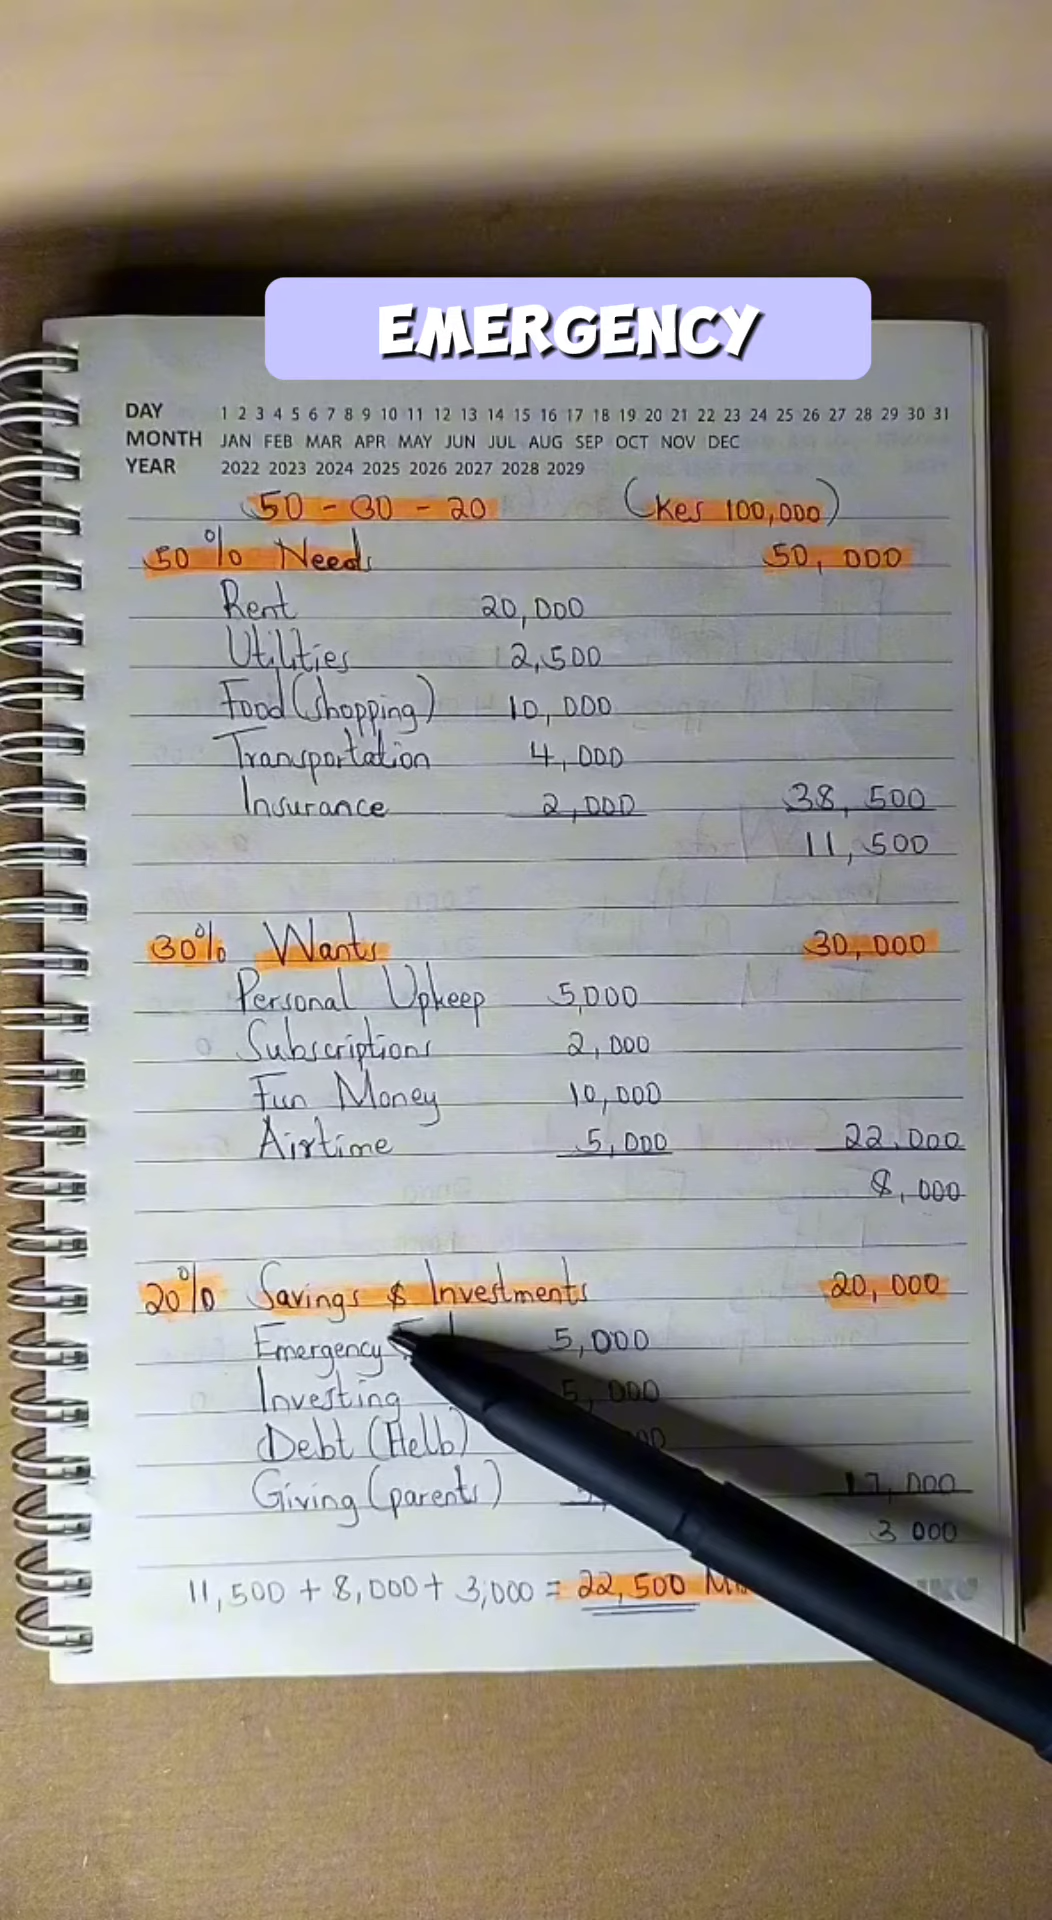 EMERGENCY
DAY 1 2 3 4 5 6 7 8 9 10 11 12 13 14 15 16 17 18 19 20 21 22 23 24 25 26 27 28 29 30 31
MONTH JAN FEB MAR APR MAY JUN JUL AUG SEP OCT NOV DEC
YEAR 2022 2023 2024 2025 2026 2027 2028 2029
50 - 30 - 20 (Kes 100,000)
50% Needs 50,000
Rent 20,000
Utilities 2,500
Food (shopping) 10,000
Transportation 4,000
Insurance 2,000 38,500
11,500
30% Wants 30,000
Personal Upkeep 5,000
Subscriptions 2,000
Fun Money 10,000
Airtime 5,000 22,000
8,000
20% Savings $ Investments 20,000
Emergency 5,000
Investing 5,000
Debt (Helb)
Giving (parents) 17,000
3 000
11,500 + 8,000 + 3,000 = 22,500